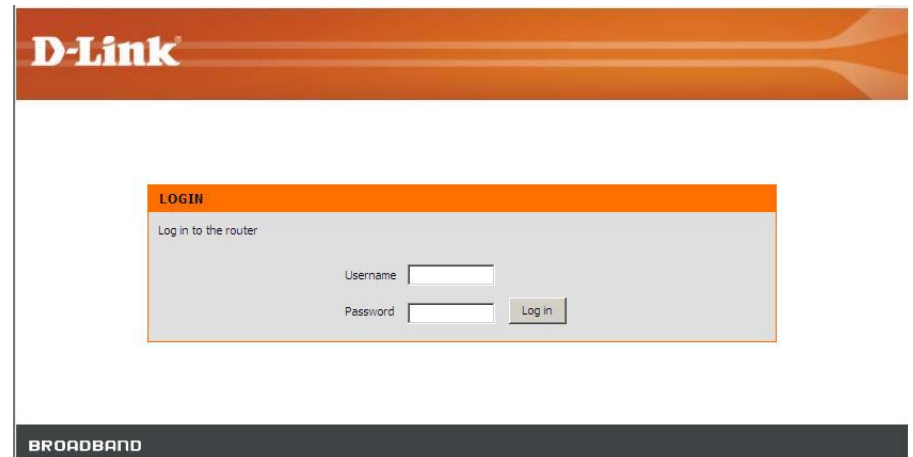 D-Link
LOGIN
Log in to the router
Username
Password Log in
BROADBAND